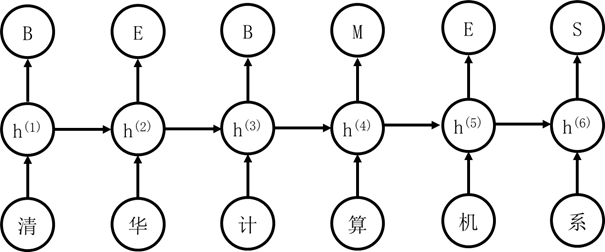 B E B M E S
h(1) h(2) h(3) h(4) h(5) h(6)
清 华 计 算 机 系